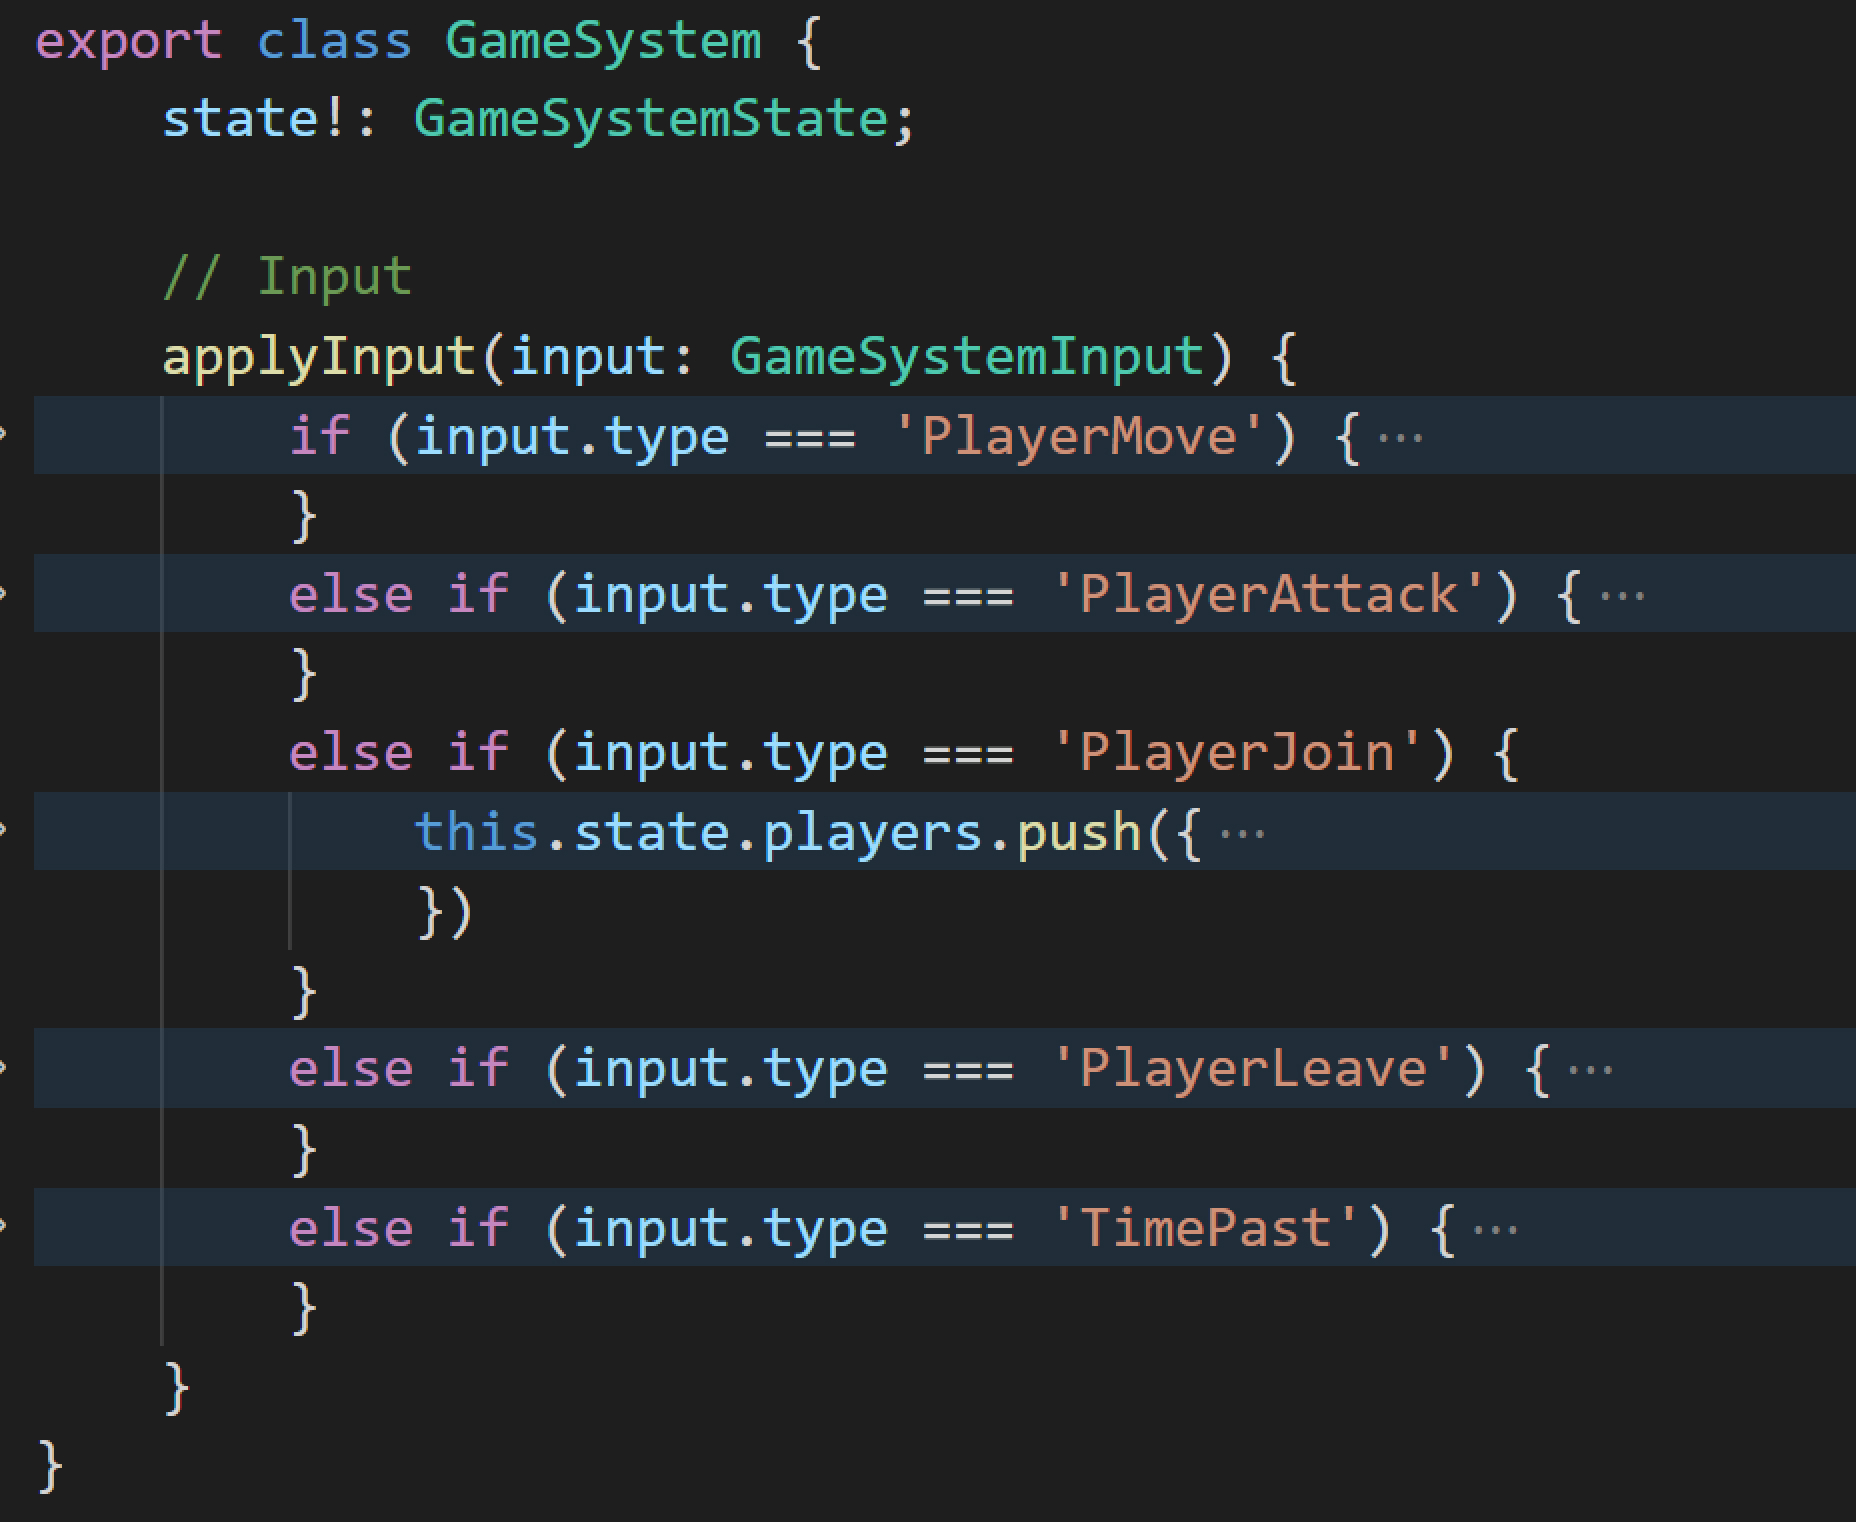 export class GameSystem {
    state!: GameSystemState;

    // Input
    applyInput(input: GameSystemInput) {
        if (input.type === 'PlayerMove') {···
        }
        else if (input.type === 'PlayerAttack') {···
        }
        else if (input.type === 'PlayerJoin') {
            this.state.players.push({···
            })
        }
        else if (input.type === 'PlayerLeave') {···
        }
        else if (input.type === 'TimePast') {···
        }
    }
}